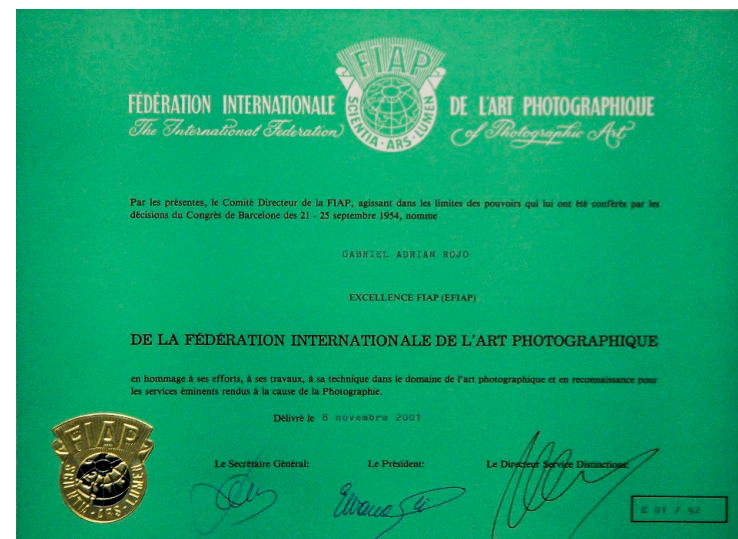 FIAP
SCIENTIA · ARS · LUMEN
FÉDÉRATION INTERNATIONALE DE L'ART PHOTOGRAPHIQUE
The International Federation of Photographic Art
Par les présentes, le Comité Directeur de la FIAP, agissant dans les limites des pouvoirs qui lui ont été conférés par les
décisions du Congrès de Barcelone des 21 - 25 septembre 1954, nomme
GABRIEL ADRIAN ROJO
EXCELLENCE FIAP (EFIAP)
DE LA FÉDÉRATION INTERNATIONALE DE L'ART PHOTOGRAPHIQUE
en hommage à ses efforts, à ses travaux, à sa technique dans le domaine de l'art photographique et en reconnaissance pour
les services éminents rendus à la cause de la Photographie.
Délivré le 6 novembre 2001
FIAP
SCIENTIA · ARS · LUMEN
Le Secrétaire Général: Le Président: Le Directeur Service Distinctions:
E 01 / 92